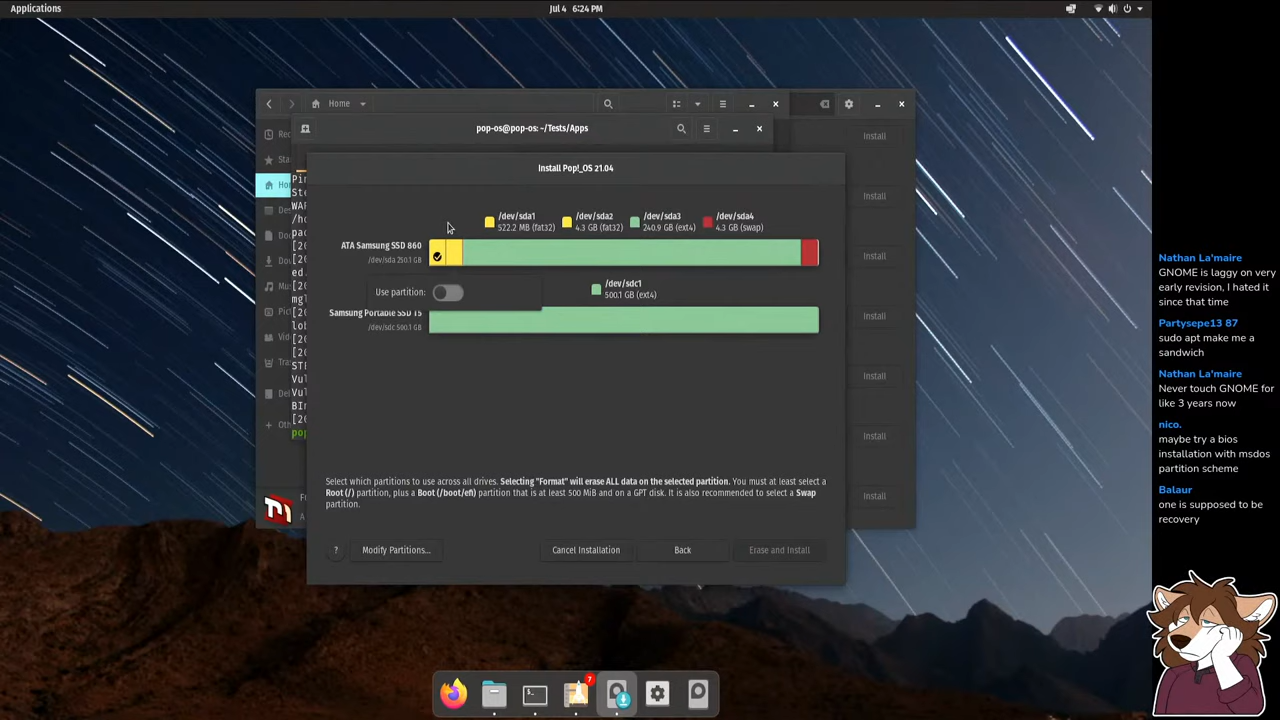 Applications
Jul 4 6:24 PM
Home
pop-os@pop-os: ~/Tests/Apps
Install
Install Pop!_OS 21.04
Install
/dev/sda1
522.2 MB (fat32)
/dev/sda2
4.3 GB (fat32)
/dev/sda3
240.9 GB (ext4)
/dev/sda4
4.3 GB (swap)
ATA Samsung SSD 860
/dev/sda 250.1 GB
Install
Use partition:
/dev/sdc1
500.1 GB (ext4)
Samsung Portable SSD T5
/dev/sdc 500.1 GB
Install
Install
Install
Select which partitions to use across all drives. Selecting "Format" will erase ALL data on the selected partition. You must at least select a
Root (/) partition, plus a Boot (/boot/efi) partition that is at least 500 MiB and on a GPT disk. It is also recommended to select a Swap
partition.
Install
?
Modify Partitions...
Cancel Installation
Back
Erase and Install
7
Nathan La'maire
GNOME is laggy on very
early revision, I hated it
since that time
Partysepe13 87
sudo apt make me a
sandwich
Nathan La'maire
Never touch GNOME for
like 3 years now
nico.
maybe try a bios
installation with msdos
partition scheme
Balaur
one is supposed to be
recovery